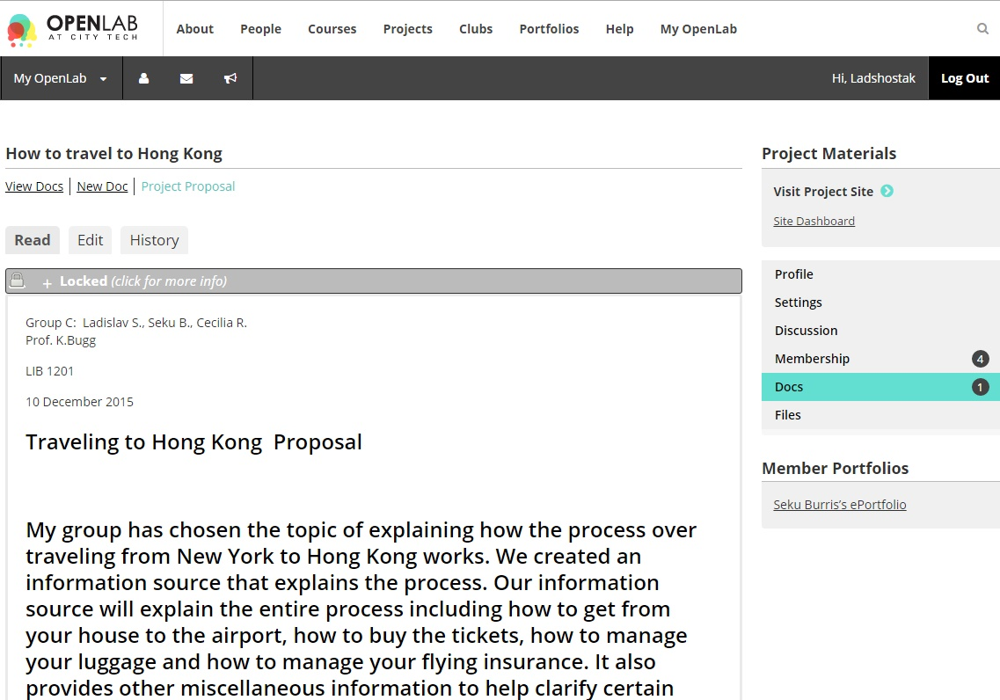 OPENLAB
AT CITY TECH
About People Courses Projects Clubs Portfolios Help My OpenLab
My OpenLab
Hi, Ladshostak Log Out
How to travel to Hong Kong
View Docs New Doc Project Proposal
Read Edit History
+ Locked (click for more info)
Group C:  Ladislav S., Seku B., Cecilia R.
Prof. K.Bugg
LIB 1201
10 December 2015
Traveling to Hong Kong  Proposal
My group has chosen the topic of explaining how the process over
traveling from New York to Hong Kong works. We created an
information source that explains the process. Our information
source will explain the entire process including how to get from
your house to the airport, how to buy the tickets, how to manage
your luggage and how to manage your flying insurance. It also
provides other miscellaneous information to help clarify certain
Project Materials
Visit Project Site
Site Dashboard
Profile
Settings
Discussion
Membership 4
Docs 1
Files
Member Portfolios
Seku Burris’s ePortfolio